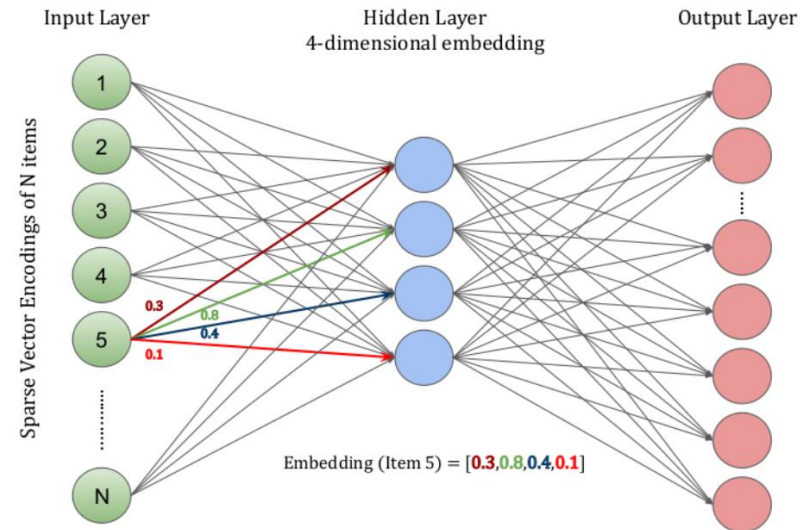 Input Layer
Hidden Layer
4-dimensional embedding
Output Layer
Sparse Vector Encodings of N items
1
2
3
4
5
N
0.3
0.8
0.4
0.1
Embedding (Item 5) = [0.3,0.8,0.4,0.1]